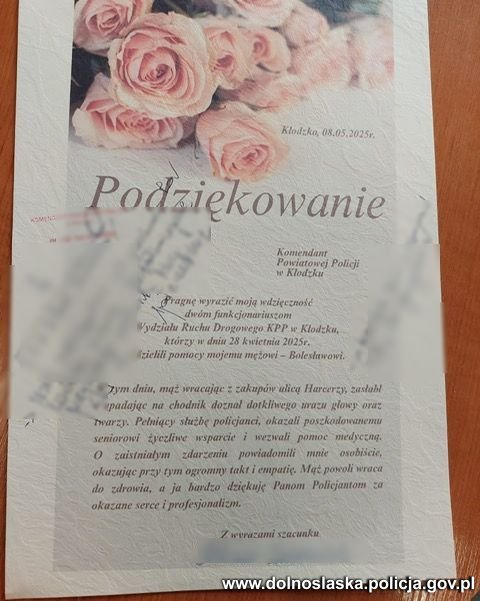 Kłodzko, 08.05.2025r.
Podziękowanie
KOMEND
Komendant
Powiatowej Policji
w Kłodzku
Pragnę wyrazić moją wdzięczność
dwóm funkcjonariuszom
Wydziału Ruchu Drogowego KPP w Kłodzku,
którzy w dniu 28 kwietnia 2025r.
dzielili pomocy mojemu mężowi – Bolesławowi.
tym dniu, mąż wracając z zakupów ulicą Harcerzy, zasłabł
upadając na chodnik doznał dotkliwego urazu głowy oraz
twarzy. Pełniący służbę policjanci, okazali poszkodowanemu
seniorowi życzliwe wsparcie i wezwali pomoc medyczną.
O zaistniałym zdarzeniu powiadomili mnie osobiście,
okazując przy tym ogromny takt i empatię. Mąż powoli wraca
do zdrowia, a ja bardzo dziękuję Panom Policjantom za
okazane serce i profesjonalizm.
Z wyrazami szacunku
www.dolnoslaska.policja.gov.pl